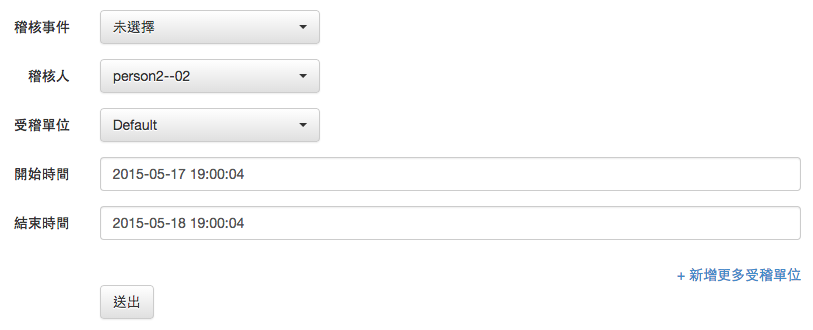 稽核事件 未選擇
稽核人 person2--02
受稽單位 Default
開始時間 2015-05-17 19:00:04
結束時間 2015-05-18 19:00:04
+ 新增更多受稽單位
送出